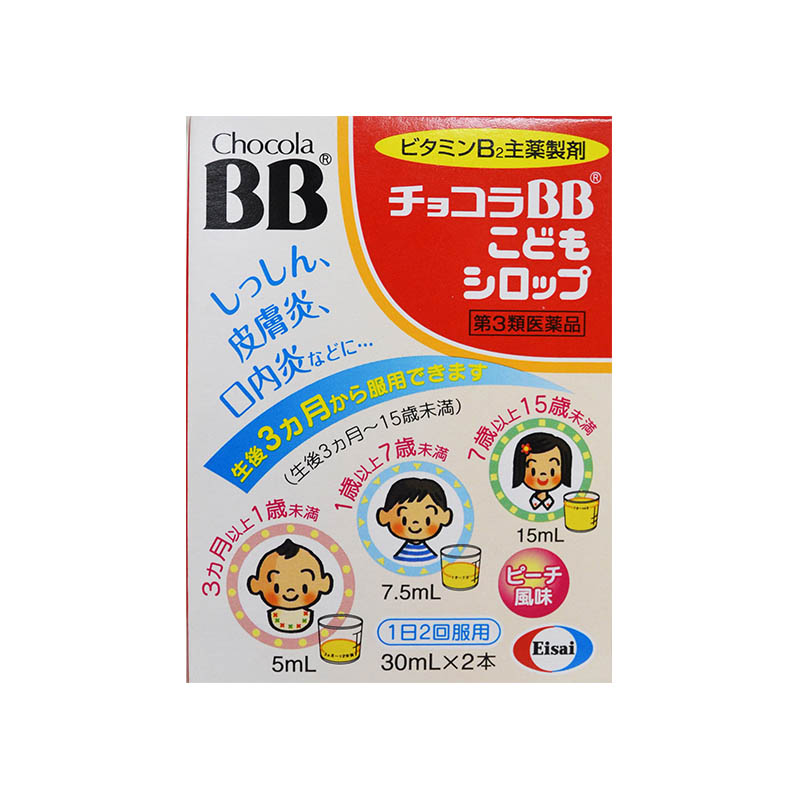 Chocola
BB®
ビタミンB₂主薬製剤
チョコラBB®
こども
シロップ
第3類医薬品
しっしん、
皮膚炎、
口内炎などに…
生後3ヵ月から服用できます
(生後3ヵ月〜15歳未満)
3ヵ月以上1歳未満
5mL
1歳以上7歳未満
7.5mL
7歳以上15歳未満
15mL
ピーチ
風味
1日2回服用
30mL×2本
Eisai